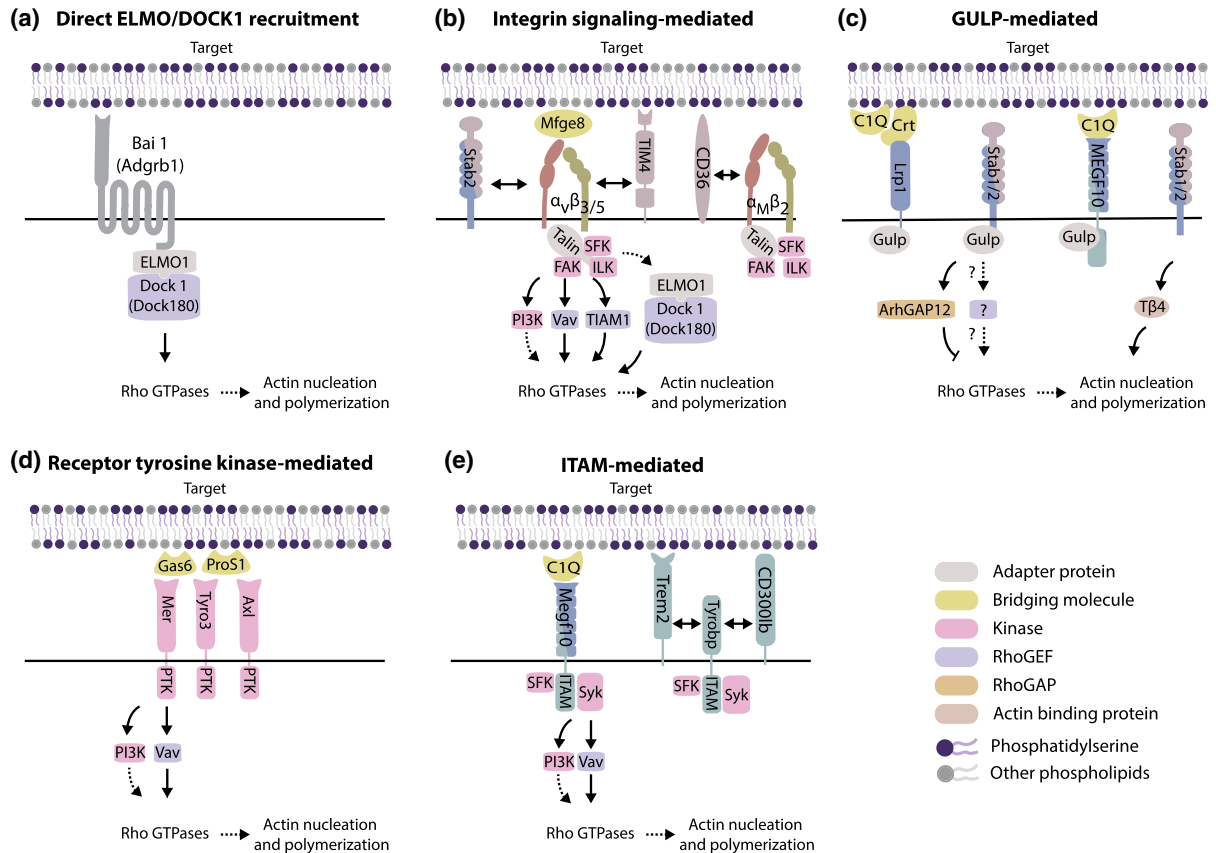 (a) Direct ELMO/DOCK1 recruitment
Target
Bai 1
(Adgrb1)
ELMO1
Dock 1
(Dock180)
Rho GTPases
Actin nucleation
and polymerization
(b) Integrin signaling-mediated
Target
Stab2
Mfge8
TIM4
CD36
αVβ3/5
αMβ2
Talin
SFK
FAK
ILK
Talin
SFK
FAK
ILK
ELMO1
Dock 1
(Dock180)
PI3K
Vav
TIAM1
Rho GTPases
Actin nucleation
and polymerization
(c) GULP-mediated
Target
C1Q
Crt
Lrp1
Stab1/2
C1Q
MEGF10
Stab1/2
Gulp
Gulp
Gulp
?
ArhGAP12
?
?
Tβ4
Rho GTPases
Actin nucleation
and polymerization
(d) Receptor tyrosine kinase-mediated
Target
Gas6
ProS1
Mer
Tyro3
Axl
PTK
PTK
PTK
PI3K
Vav
Rho GTPases
Actin nucleation
and polymerization
(e) ITAM-mediated
Target
C1Q
Megf10
Trem2
Tyrobp
CD300lb
SFK
ITAM
Syk
SFK
ITAM
Syk
PI3K
Vav
Rho GTPases
Actin nucleation
and polymerization
Adapter protein
Bridging molecule
Kinase
RhoGEF
RhoGAP
Actin binding protein
Phosphatidylserine
Other phospholipids